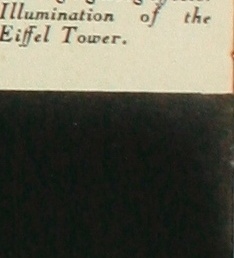 Illumination of the
Eiffel Tower.